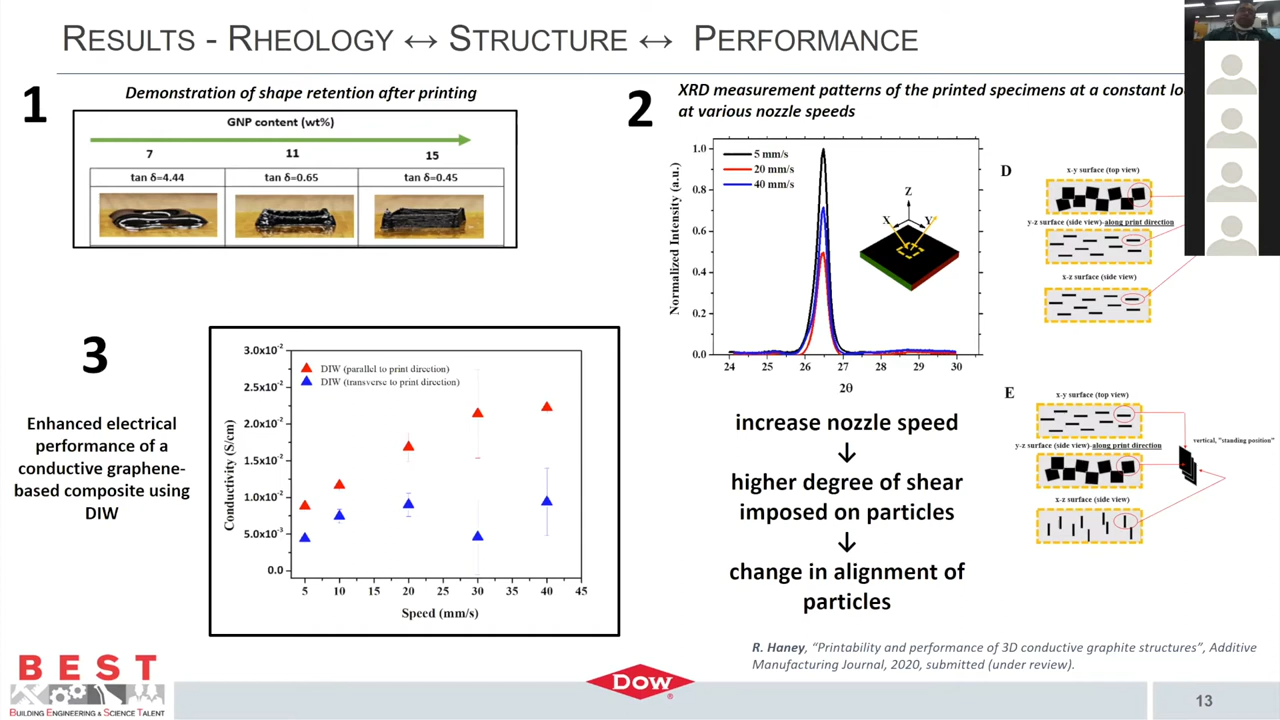 RESULTS - RHEOLOGY ↔ STRUCTURE ↔ PERFORMANCE
1
Demonstration of shape retention after printing
GNP content (wt%)
7 11 15
tan δ=4.44 tan δ=0.65 tan δ=0.45
2
XRD measurement patterns of the printed specimens at a constant
at various nozzle speeds
Normalized Intensity (a.u.)
1.0
0.8
0.6
0.4
0.2
0.0
5 mm/s
20 mm/s
40 mm/s
Z
X Y
24 25 26 27 28 29 30
2θ
D
x-y surface (top view)
y-z surface (side view)-along print direction
x-z surface (side view)
E
x-y surface (top view)
vertical, "standing position"
y-z surface (side view)-along print direction
x-z surface (side view)
increase nozzle speed
↓
higher degree of shear
imposed on particles
↓
change in alignment of
particles
3
Enhanced electrical
performance of a
conductive graphene-
based composite using
DIW
Conductivity (S/cm)
3.0x10⁻²
2.5x10⁻²
2.0x10⁻²
1.5x10⁻²
1.0x10⁻²
5.0x10⁻³
0.0
DIW (parallel to print direction)
DIW (transverse to print direction)
5 10 15 20 25 30 35 40 45
Speed (mm/s)
R. Haney, “Printability and performance of 3D conductive graphite structures”, Additive
Manufacturing Journal, 2020, submitted (under review).
BEST
BUILDING ENGINEERING & SCIENCE TALENT
DOW
13